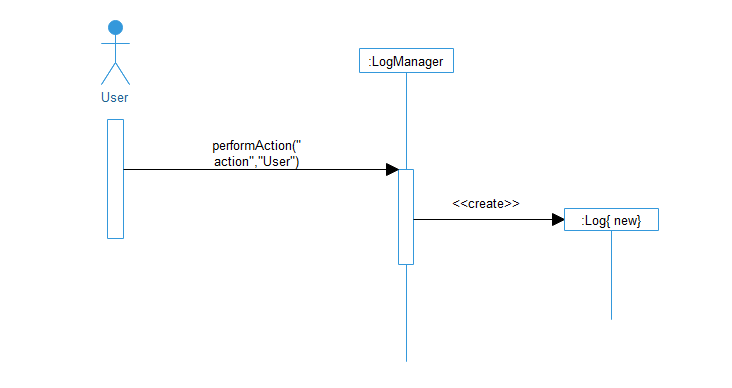 :LogManager
User
performAction("
action","User")
<<create>>
:Log{ new}